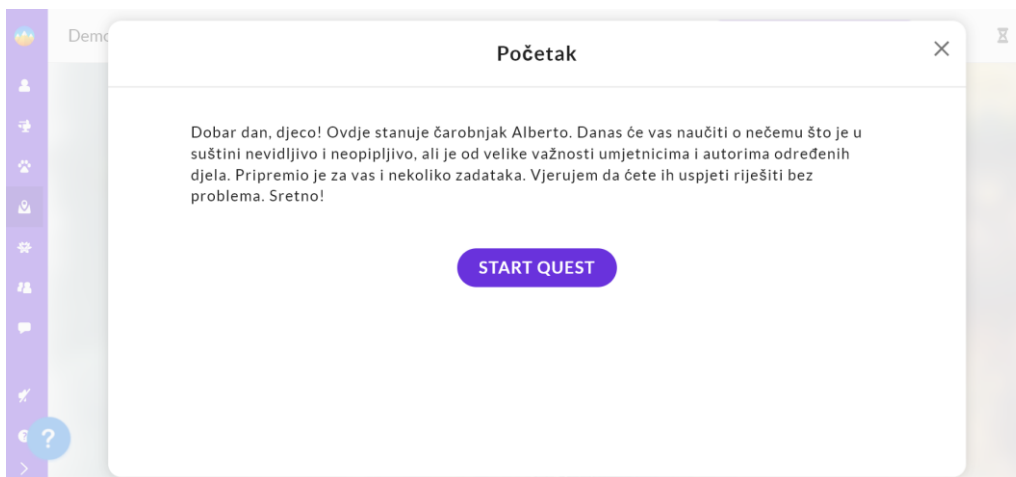 Demo
Početak
Dobar dan, djeco! Ovdje stanuje čarobnjak Alberto. Danas će vas naučiti o nečemu što je u
suštini nevidljivo i neopipljivo, ali je od velike važnosti umjetnicima i autorima određenih
djela. Pripremio je za vas i nekoliko zadataka. Vjerujem da ćete ih uspjeti riješiti bez
problema. Sretno!
START QUEST
?